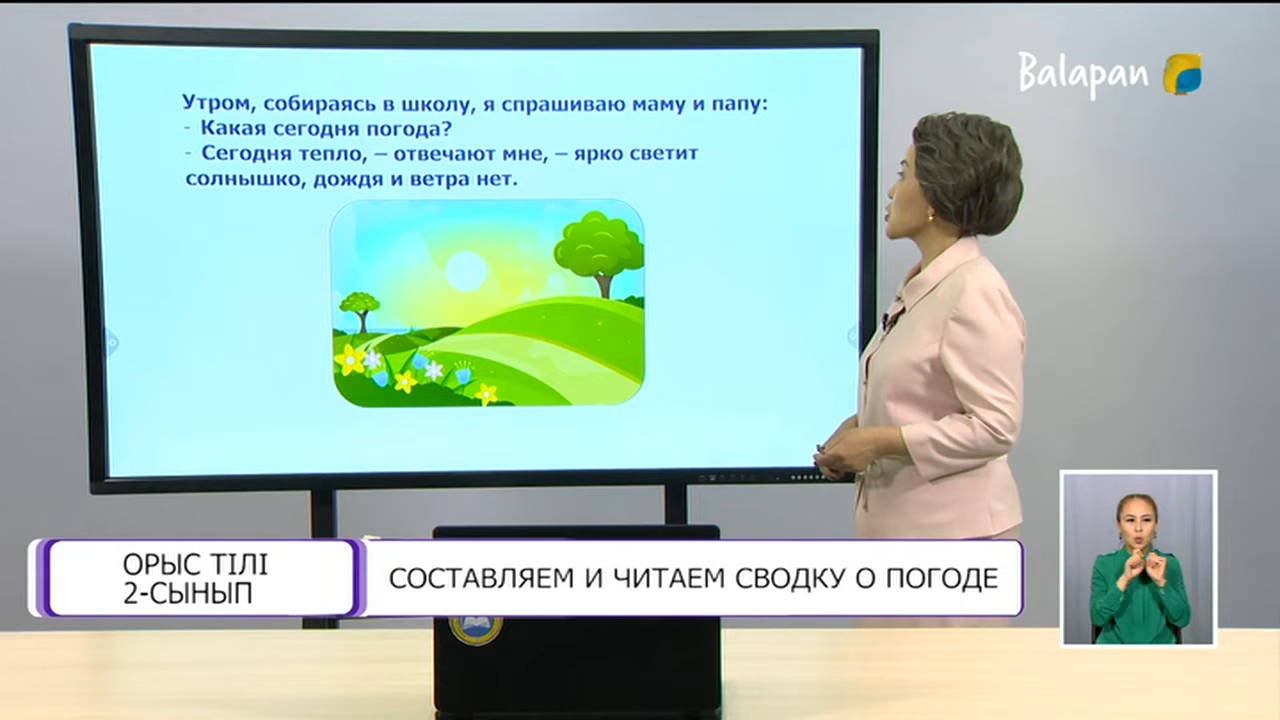 Balapan
Утром, собираясь в школу, я спрашиваю маму и папу:
- Какая сегодня погода?
- Сегодня тепло, – отвечают мне, – ярко светит
солнышко, дождя и ветра нет.
ОРЫС ТІЛІ
2-СЫНЫП
СОСТАВЛЯЕМ И ЧИТАЕМ СВОДКУ О ПОГОДЕ